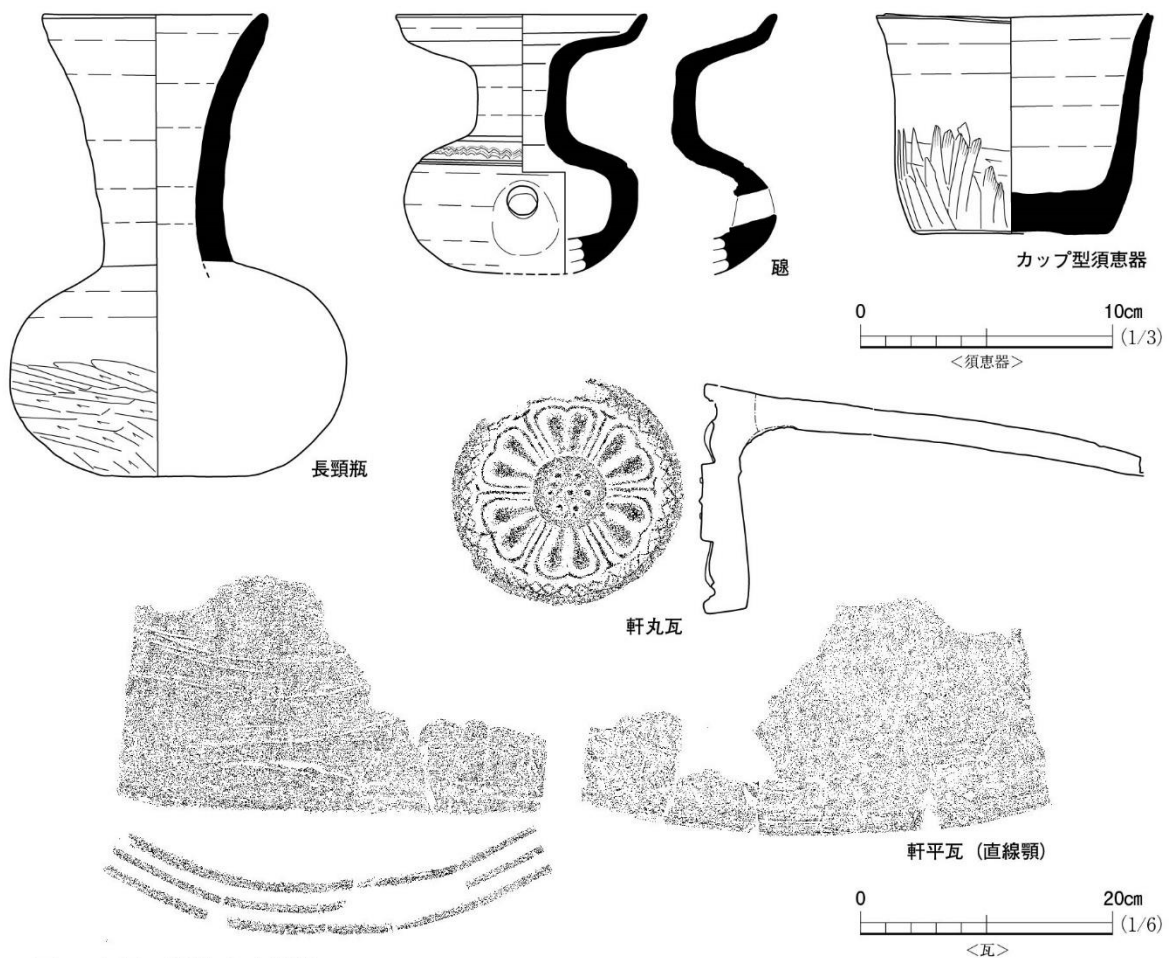 𤭯
カップ型須恵器
0 10cm
(1/3)
<須恵器>
長頸瓶
軒丸瓦
軒平瓦（直線顎）
0 20cm
(1/6)
<瓦>